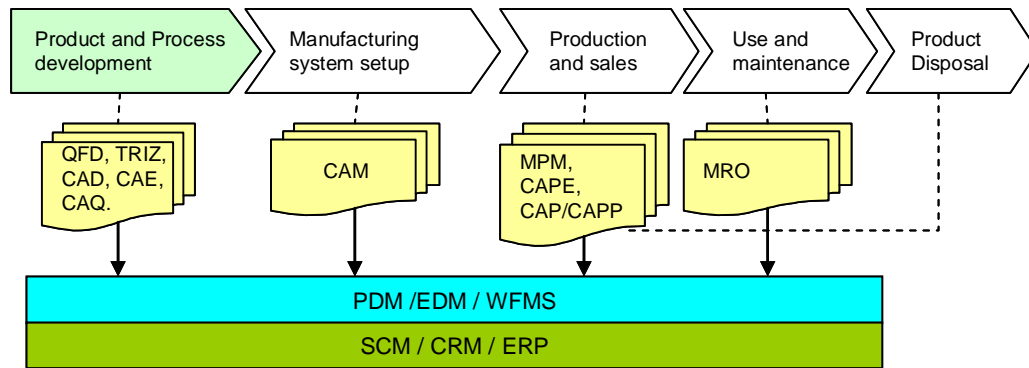 Product and Process
development
Manufacturing
system setup
Production
and sales
Use and
maintenance
Product
Disposal
QFD, TRIZ,
CAD, CAE,
CAQ.
CAM
MPM,
CAPE,
CAP/CAPP
MRO
PDM /EDM / WFMS
SCM / CRM / ERP